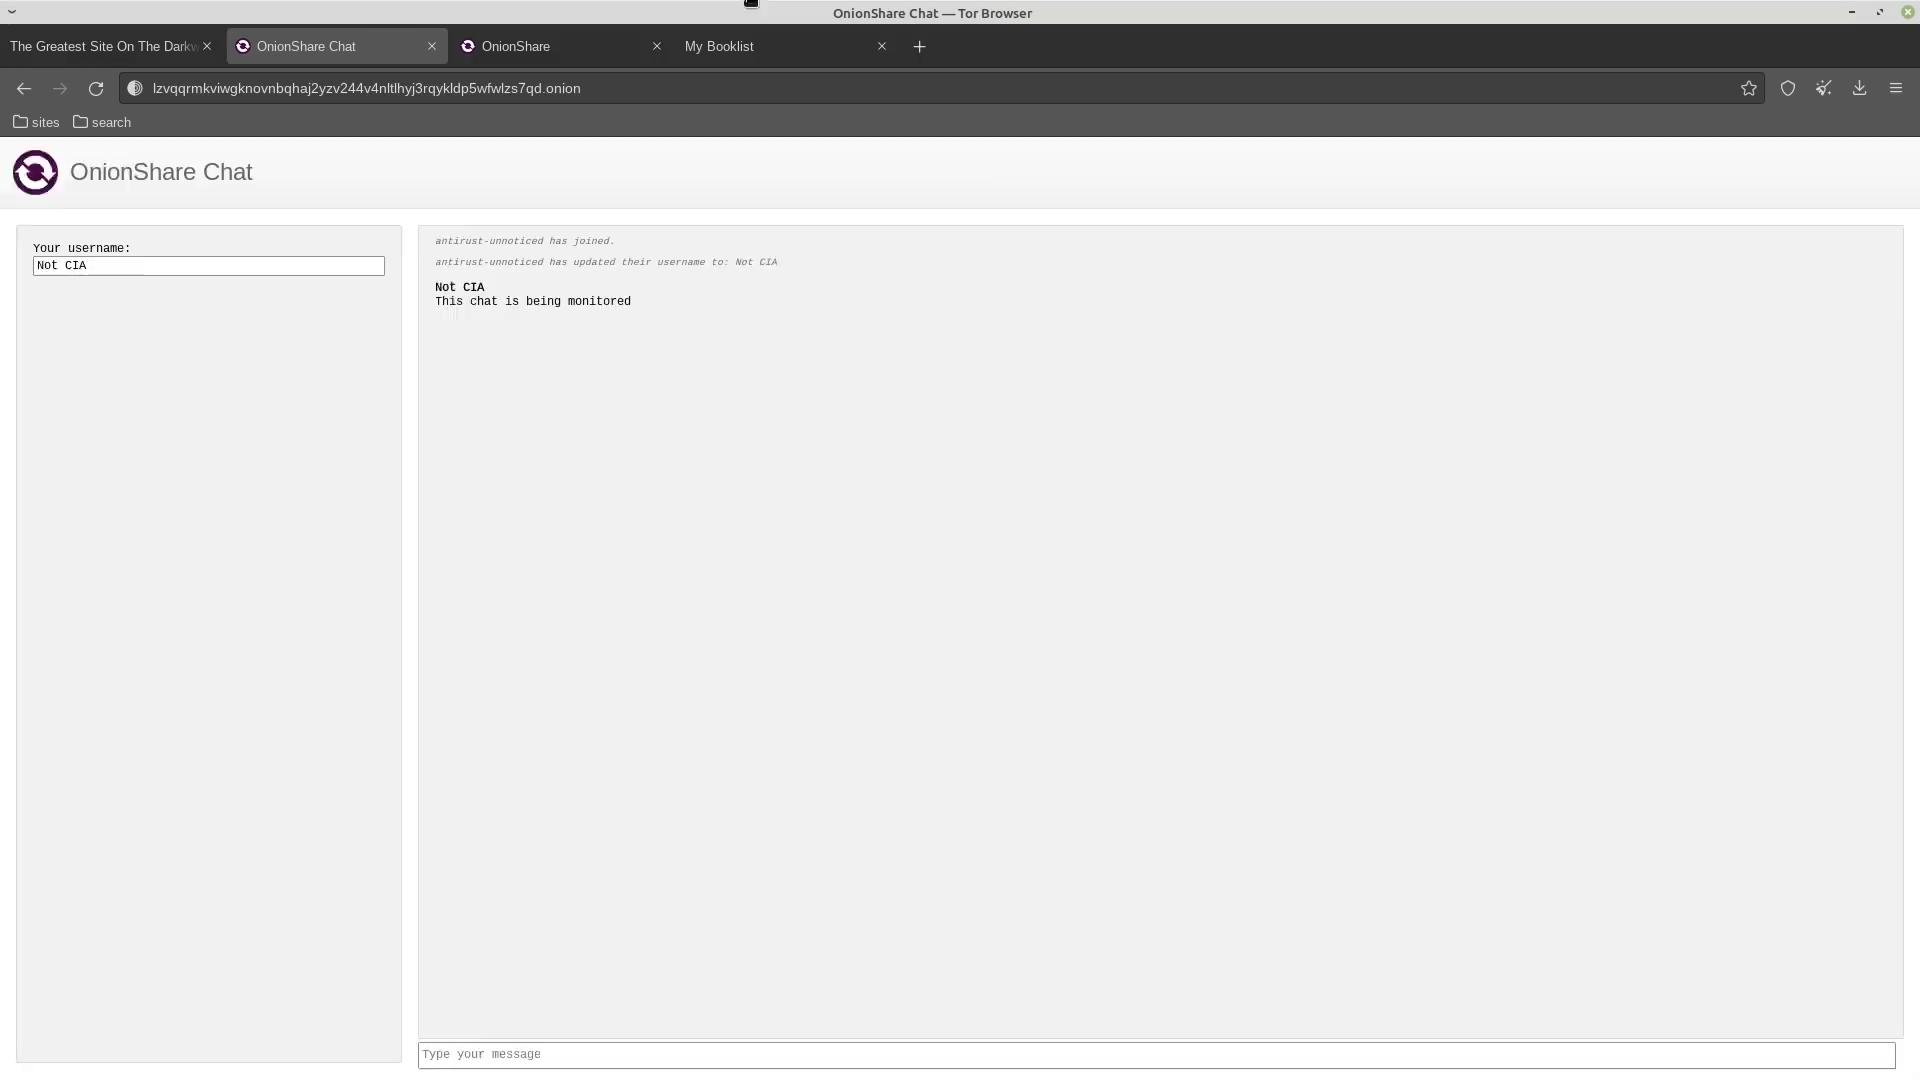 OnionShare Chat — Tor Browser
The Greatest Site On The Darkw
OnionShare Chat
OnionShare
My Booklist
lzvqqrmkviwgknovnbqhaj2yzv244v4nltlhyj3rqykldp5wfwlzs7qd.onion
sites
search
OnionShare Chat
Your username:
Not CIA
antirust-unnoticed has joined.
antirust-unnoticed has updated their username to: Not CIA
Not CIA
This chat is being monitored
Type your message